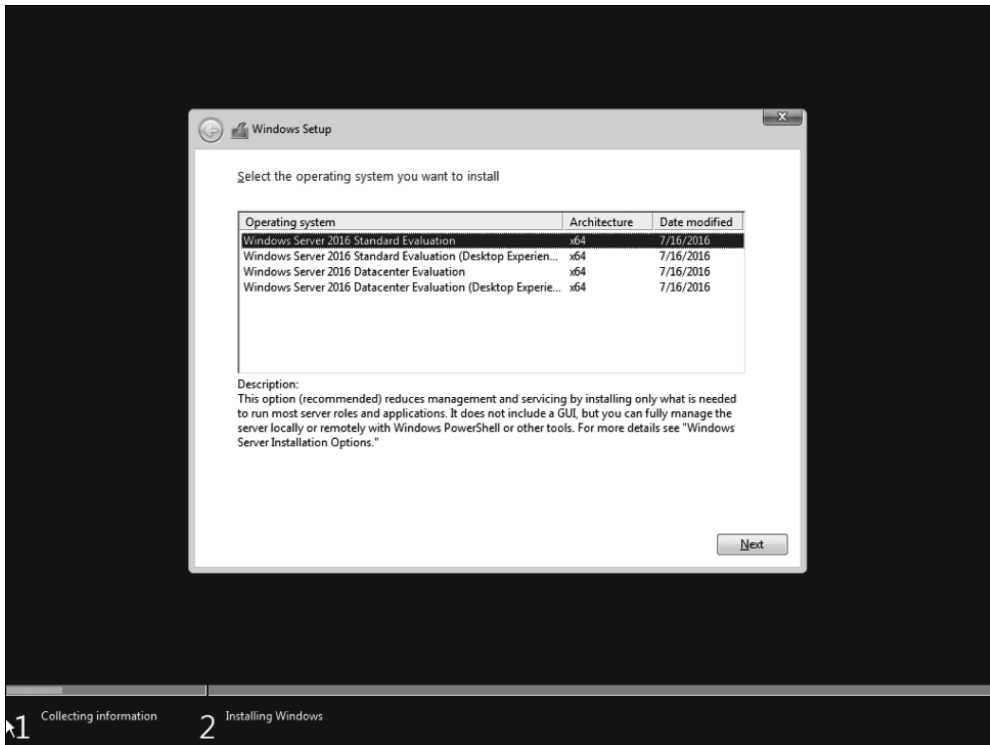 Windows Setup
Select the operating system you want to install
Operating system Architecture Date modified
Windows Server 2016 Standard Evaluation x64 7/16/2016
Windows Server 2016 Standard Evaluation (Desktop Experien... x64 7/16/2016
Windows Server 2016 Datacenter Evaluation x64 7/16/2016
Windows Server 2016 Datacenter Evaluation (Desktop Experie... x64 7/16/2016
Description:
This option (recommended) reduces management and servicing by installing only what is needed
to run most server roles and applications. It does not include a GUI, but you can fully manage the
server locally or remotely with Windows PowerShell or other tools. For more details see "Windows
Server Installation Options."
Next
1 Collecting information 2 Installing Windows